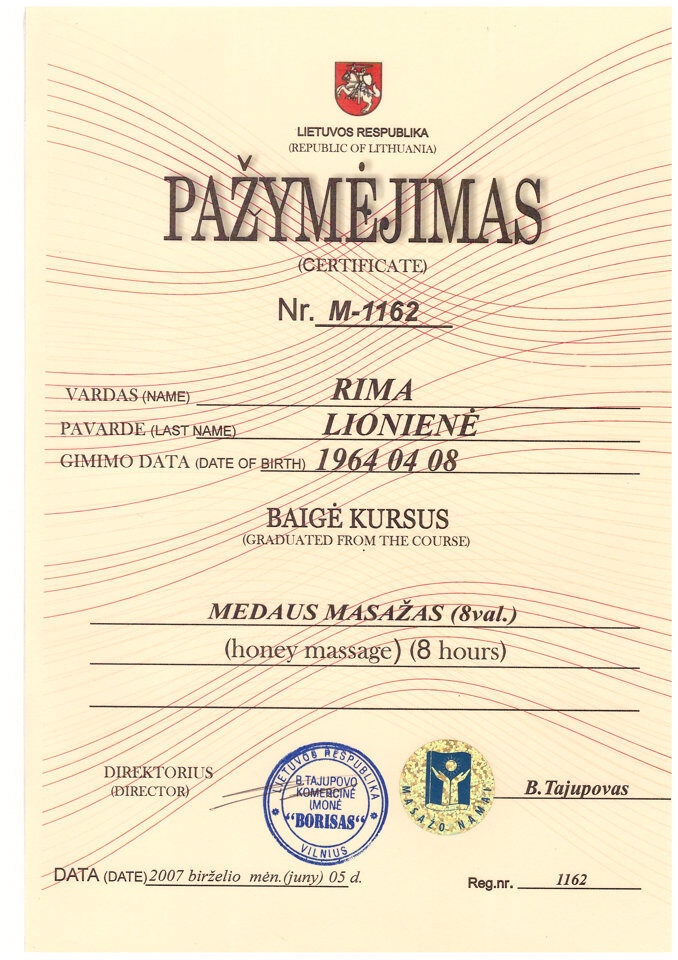 LIETUVOS RESPUBLIKA
(REPUBLIC OF LITHUANIA)
PAŽYMĖJIMAS
(CERTIFICATE)
Nr. M-1162
VARDAS (NAME) RIMA
PAVARDE (LAST NAME) LIONIENĖ
GIMIMO DATA (DATE OF BIRTH) 1964 04 08
BAIGĖ KURSUS
(GRADUATED FROM THE COURSE)
MEDAUS MASAŽAS (8val.)
(honey massage) (8 hours)
DIREKTORIUS
(DIRECTOR)
LIETUVOS RESPUBLIKA
B.TAJUPOVO
KOMERCINĖ
ĮMONĖ
"BORISAS"
VILNIUS
MASAŽO NAMAI
B.Tajupovas
DATA (DATE) 2007 birželio mėn.(juny) 05 d.
Reg.nr. 1162